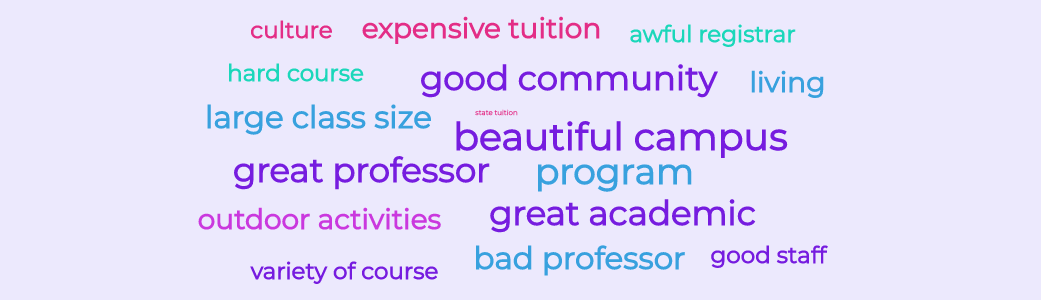 culture expensive tuition awful registrar
hard course good community living
large class size state tuition
beautiful campus
great professor program
outdoor activities great academic
variety of course bad professor good staff